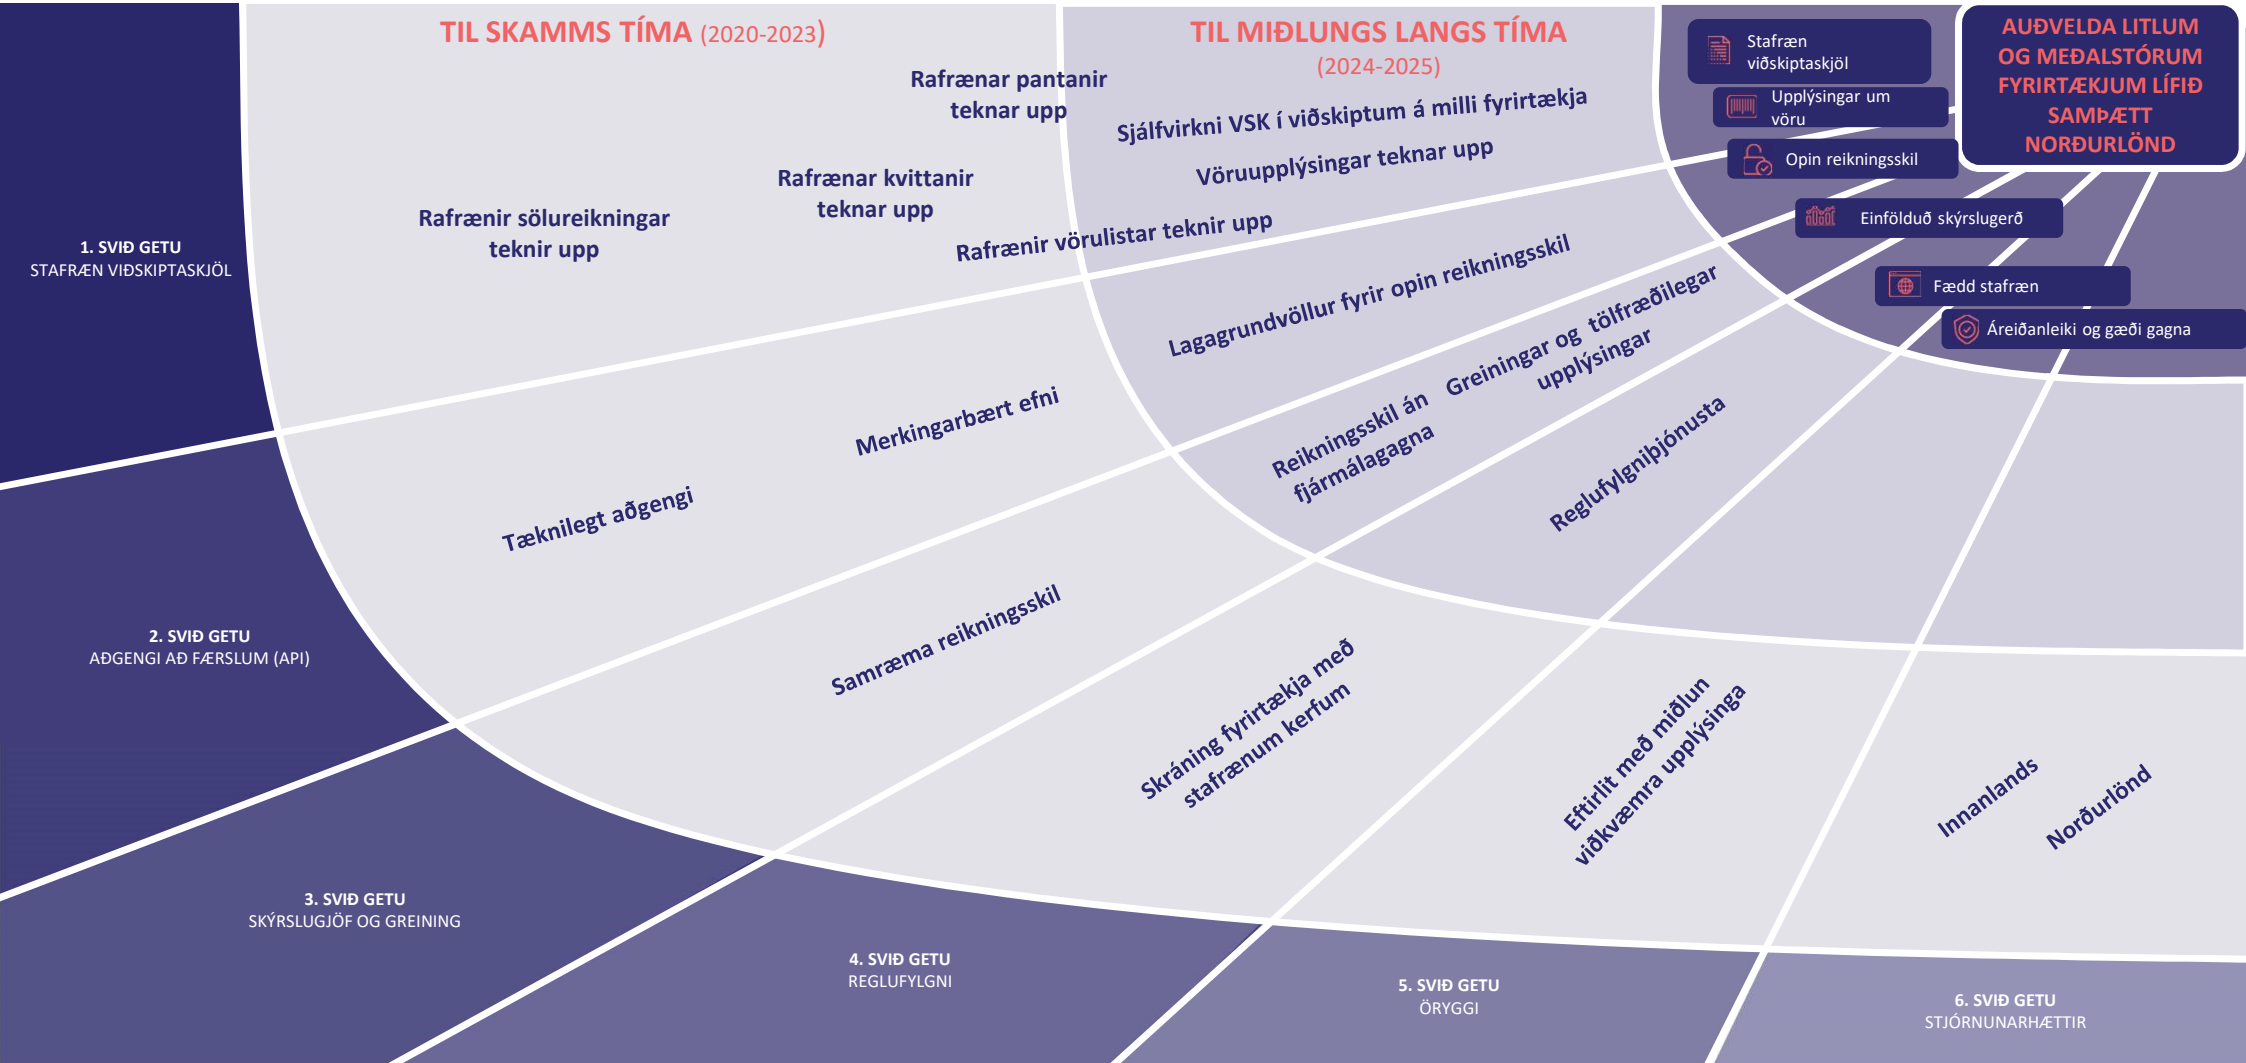 TIL SKAMMS TÍMA (2020-2023)
TIL MIÐLUNGS LANGS TÍMA
(2024-2025)
AUÐVELDA LITLUM
OG MEÐALSTÓRUM
FYRIRTÆKJUM LÍFIÐ
SAMÞÆTT
NORÐURLÖND
Stafræn
viðskiptaskjöl
Upplýsingar um
vöru
Opin reikningsskil
Einfölduð skýrslugerð
Fædd stafræn
Áreiðanleiki og gæði gagna
1. SVIÐ GETU
STAFRÆN VIÐSKIPTASKJÖL
Rafrænir sölureikningar
teknir upp
Rafrænar kvittanir
teknar upp
Rafrænar pantanir
teknar upp
Rafrænir vörulistar teknir upp
Sjálfvirkni VSK í viðskiptum á milli fyrirtækja
Vöruupplýsingar teknar upp
2. SVIÐ GETU
AÐGENGI AÐ FÆRSLUM (API)
Tæknilegt aðgengi
Merkingarbært efni
Lagagrundvöllur fyrir opin reikningsskil
3. SVIÐ GETU
SKÝRSLUGJÖF OG GREINING
Samræma reikningsskil
Reikningsskil án
fjármálagagna
Greiningar og tölfræðilegar
upplýsingar
4. SVIÐ GETU
REGLUFYLGNI
Skráning fyrirtækja með
stafrænum kerfum
Reglufylgniþjónusta
5. SVIÐ GETU
ÖRYGGI
Eftirlit með miðlun
viðkvæmra upplýsinga
6. SVIÐ GETU
STJÓRNUNARHÆTTIR
Innanlands
Norðurlönd